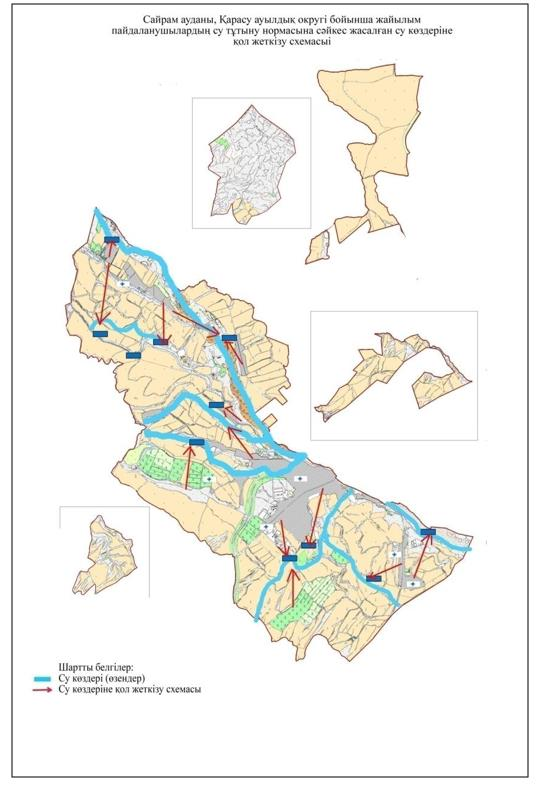 Сайрам ауданы, Қарасу ауылдық округі бойынша жайылым
пайдаланушылардың су тұтыну нормасына сәйкес жасалған су көздеріне
қол жеткізу схемасыі
Шартты белгілер:
Су көздері (өзендер)
Су көздеріне қол жеткізу схемасы